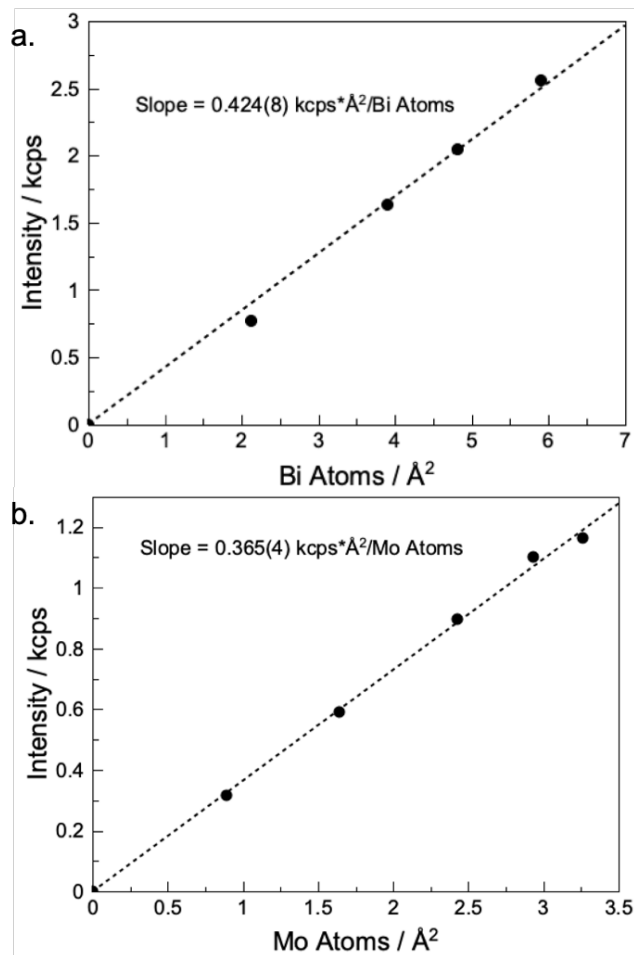 a.
3
2.5
2
1.5
1
0.5
0
Intensity / kcps
Slope = 0.424(8) kcps*Å²/Bi Atoms
0 1 2 3 4 5 6 7
Bi Atoms / Å²
b.
1.2
1
0.8
0.6
0.4
0.2
0
Intensity / kcps
Slope = 0.365(4) kcps*Å²/Mo Atoms
0 0.5 1 1.5 2 2.5 3 3.5
Mo Atoms / Å²